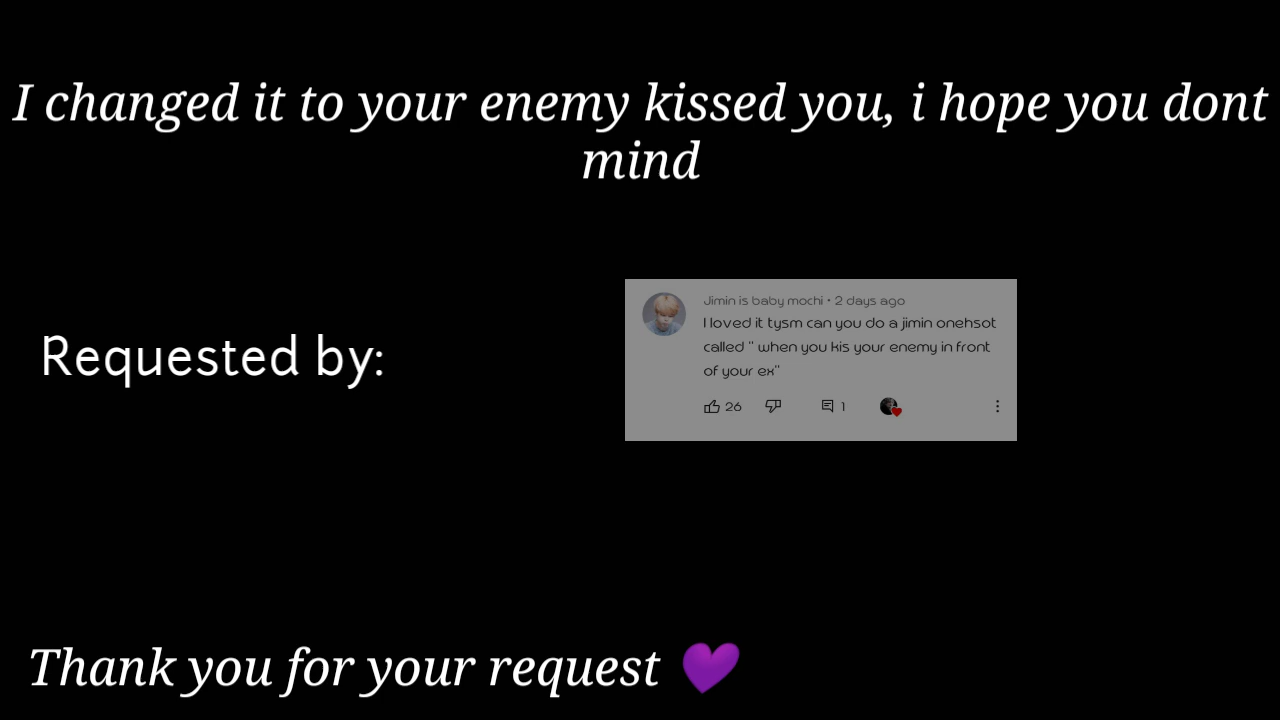 I changed it to your enemy kissed you, i hope you dont
mind
Requested by:
Jimin is baby mochi • 2 days ago
I loved it tysm can you do a jimin onehsot
called " when you kis your enemy in front
of your ex"
26 1
Thank you for your request 💜